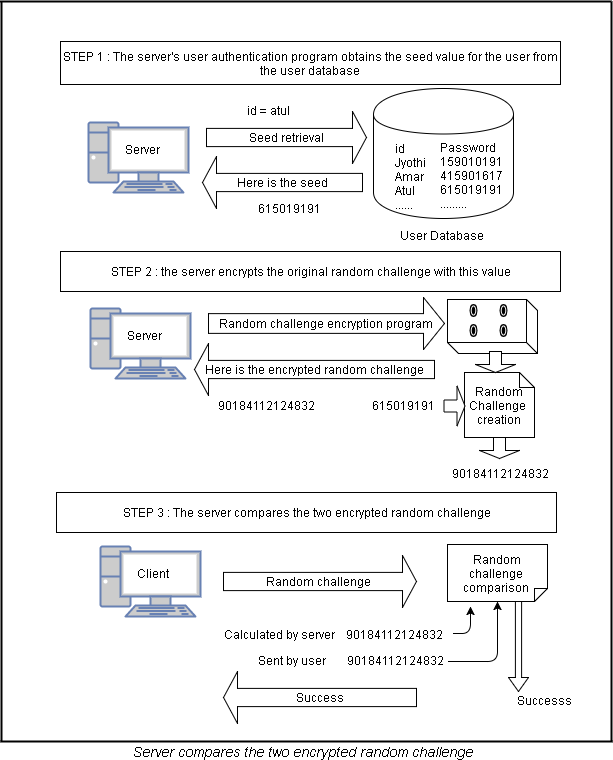 STEP 1 : The server's user authentication program obtains the seed value for the user from
the user database
id = atul
Server
Seed retrieval
Here is the seed
615019191
id Password
Jyothi 159010191
Amar 415901617
Atul 615019191
...... .........
User Database
STEP 2 : the server encrypts the original random challenge with this value
Server
Random challenge encryption program
Here is the encrypted random challenge
90184112124832 615019191
Random
Challenge
creation
90184112124832
STEP 3 : The server compares the two encrypted random challenge
Client
Random challenge
Random
challenge
comparison
Calculated by server 90184112124832
Sent by user 90184112124832
Success
Successs
Server compares the two encrypted random challenge